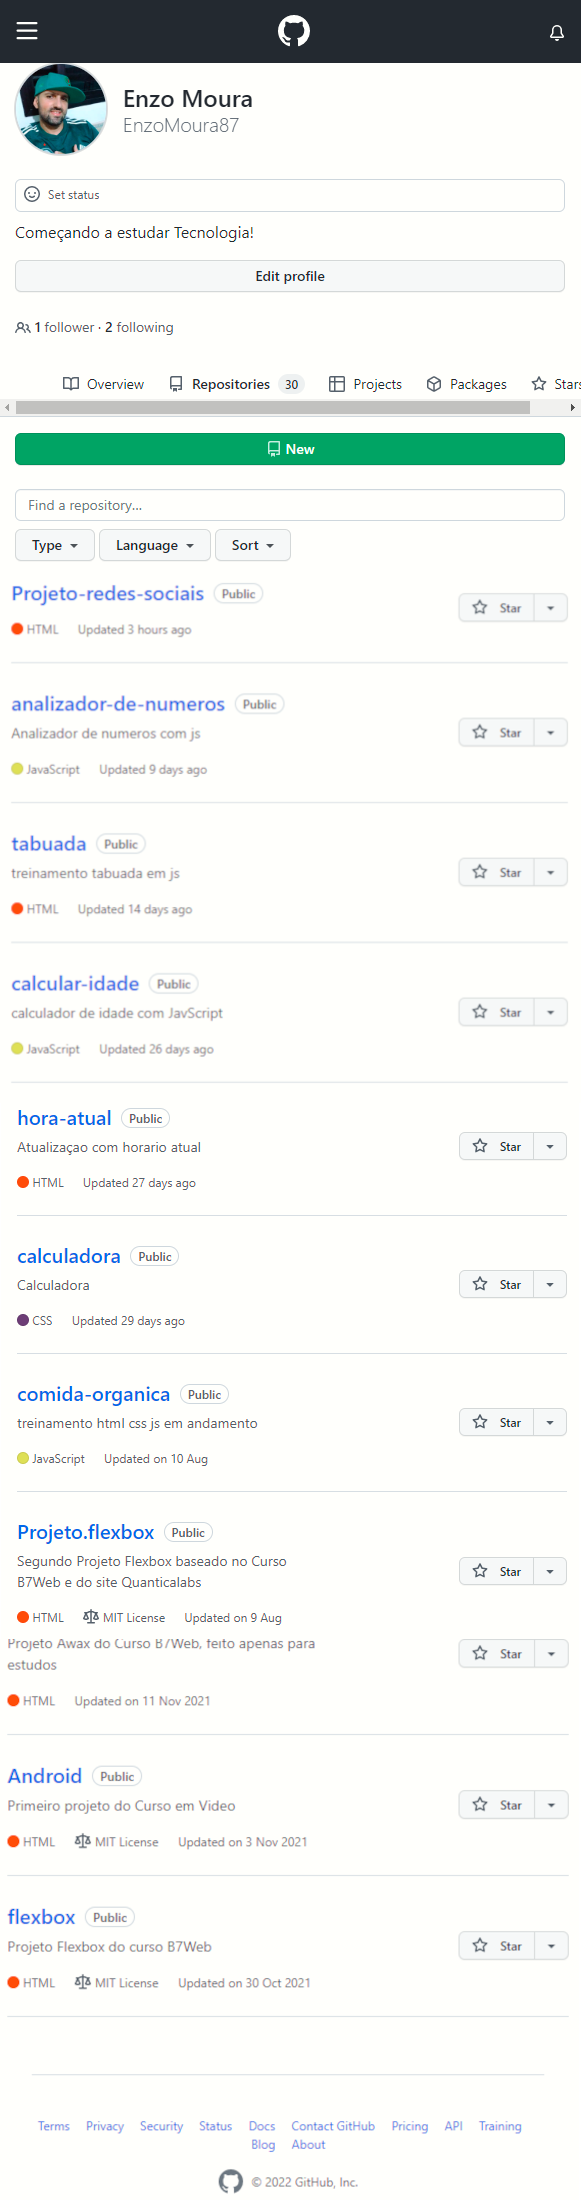 Enzo Moura
EnzoMoura87
Set status
Começando a estudar Tecnologia!
Edit profile
1 follower · 2 following
Overview Repositories 30 Projects Packages Stars
New
Find a repository...
Type Language Sort
Projeto-redes-sociais Public
Star
HTML Updated 3 hours ago
analizador-de-numeros Public
Analizador de numeros com js
Star
JavaScript Updated 9 days ago
tabuada Public
treinamento tabuada em js
Star
HTML Updated 14 days ago
calcular-idade Public
calculador de idade com JavScript
Star
JavaScript Updated 26 days ago
hora-atual Public
Atualizaçao com horario atual
Star
HTML Updated 27 days ago
calculadora Public
Calculadora
Star
CSS Updated 29 days ago
comida-organica Public
treinamento html css js em andamento
Star
JavaScript Updated on 10 Aug
Projeto.flexbox Public
Segundo Projeto Flexbox baseado no Curso
Star
B7Web e do site Quanticalabs
HTML MIT License Updated on 9 Aug
Projeto Awax do Curso B7Web, feito apenas para
Star
estudos
HTML Updated on 11 Nov 2021
Android Public
Primeiro projeto do Curso em Video
Star
HTML MIT License Updated on 3 Nov 2021
flexbox Public
Projeto Flexbox do curso B7Web
Star
HTML MIT License Updated on 30 Oct 2021
Terms Privacy Security Status Docs Contact GitHub Pricing API Training
Blog About
© 2022 GitHub, Inc.